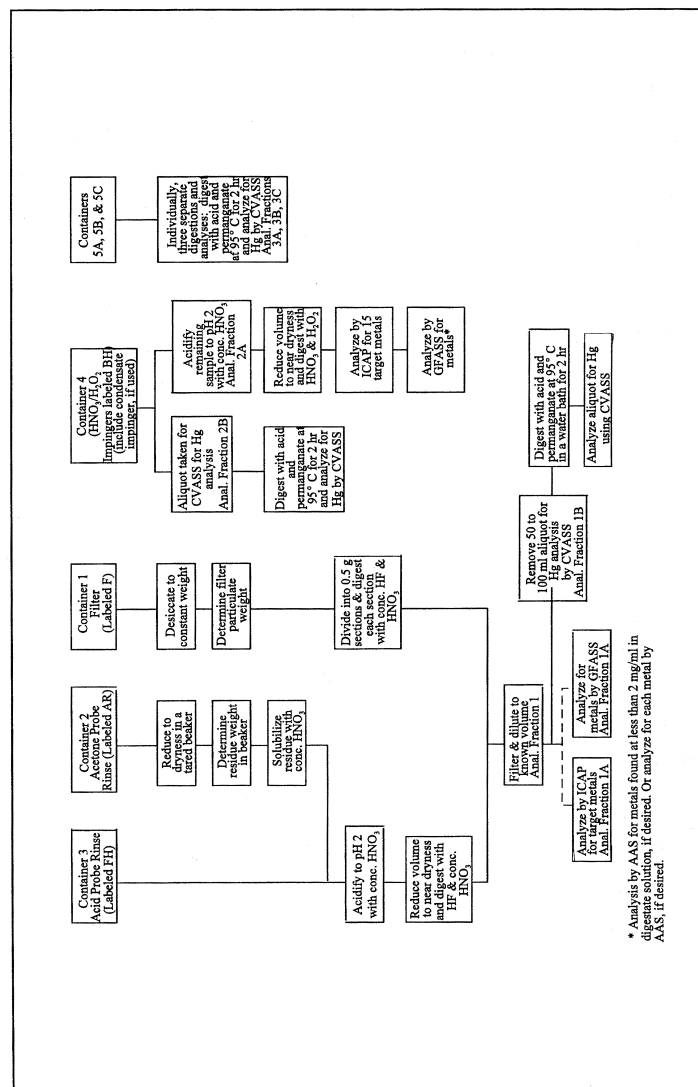 Container 3
Acid Probe Rinse
(Labeled FH)
Acidify to pH 2
with conc. HNO₃
Reduce volume
to near dryness
and digest with
HF & conc.
HNO₃
Container 2
Acetone Probe
Rinse (Labeled AR)
Reduce to
dryness in a
tared beaker
Determine
residue weight
in beaker
Solubilize
residue with
conc. HNO₃
Container 1
Filter
(Labeled F)
Desiccate to
constant weight
Determine filter
particulate
weight
Divide into 0.5 g
sections & digest
each section
with conc. HF &
HNO₃
Filter & dilute to
known volume
Anal. Fraction 1
Analyze by ICAP
for target metals
Anal. Fraction 1A
Analyze for
metals by GFASS
Anal. Fraction 1A
Remove 50 to
100 ml aliquot for
Hg analysis
by CVASS
Anal. Fraction 1B
Digest with acid and
permanganate at 95° C
in a water bath for 2 hr
Analyze aliquot for Hg
using CVASS
Container 4
(HNO₃/H₂O₂
Impingers labeled BH)
(include condensate
impinger, if used)
Aliquot taken for
CVASS for Hg
analysis
Anal. Fraction 2B
Digest with acid
and
permanganate at
95° C for 2 hr
and analyze for
Hg by CVASS
Acidify
remaining
sample to pH 2
with conc. HNO₃
Anal. Fraction
2A
Reduce volume
to near dryness
and digest with
HNO₃ & H₂O₂
Analyze by
ICAP for 15
target metals
Analyze by
GFASS for
metals*
Containers
5A, 5B, & 5C
Individually,
three separate
digestions and
analyses: digest
with acid and
permanganate
at 95° C for 2 hr
and analyze for
Hg by CVASS
Anal. Fractions
3A, 3B, 3C
* Analysis by AAS for metals found at less than 2 mg/ml in
digestate solution, if desired. Or analyze for each metal by
AAS, if desired.